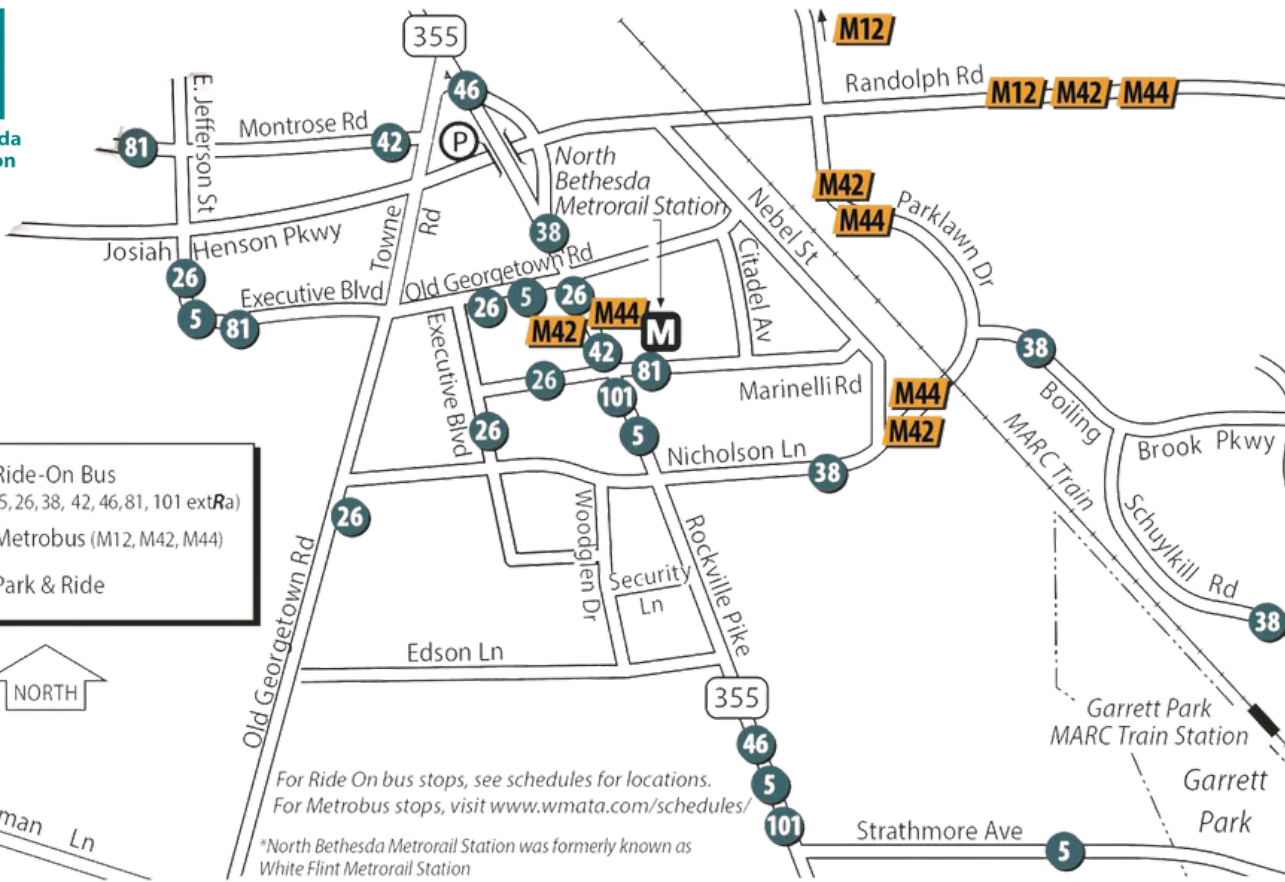 355
M12
Randolph Rd
M12 M42 M44
46
E. Jefferson St
Montrose Rd
42
81
P
da
on
North
Bethesda
Metrorail Station
M42
M44
Parklawn Dr
Nebel St
Josiah Henson Pkwy
Towne Rd
38
Old Georgetown Rd
Citadel Av
26
5
81
Executive Blvd
26
5
26
M44
M42
M
42
81
Executive Blvd
26
101
Marinelli Rd
38
Boiling
Brook Pkwy
M44
M42
26
5
Nicholson Ln
38
MARC Train
Ride-On Bus
5, 26, 38, 42, 46, 81, 101 extRa)
Metrobus (M12, M42, M44)
Park & Ride
26
Woodglen Dr
Rockville Pike
Schuylkill Rd
Security
Ln
38
Old Georgetown Rd
Edson Ln
NORTH
355
Garrett Park
MARC Train Station
46
5
101
Garrett
Park
For Ride On bus stops, see schedules for locations.
For Metrobus stops, visit www.wmata.com/schedules/
*North Bethesda Metrorail Station was formerly known as
White Flint Metrorail Station
man Ln
Strathmore Ave
5